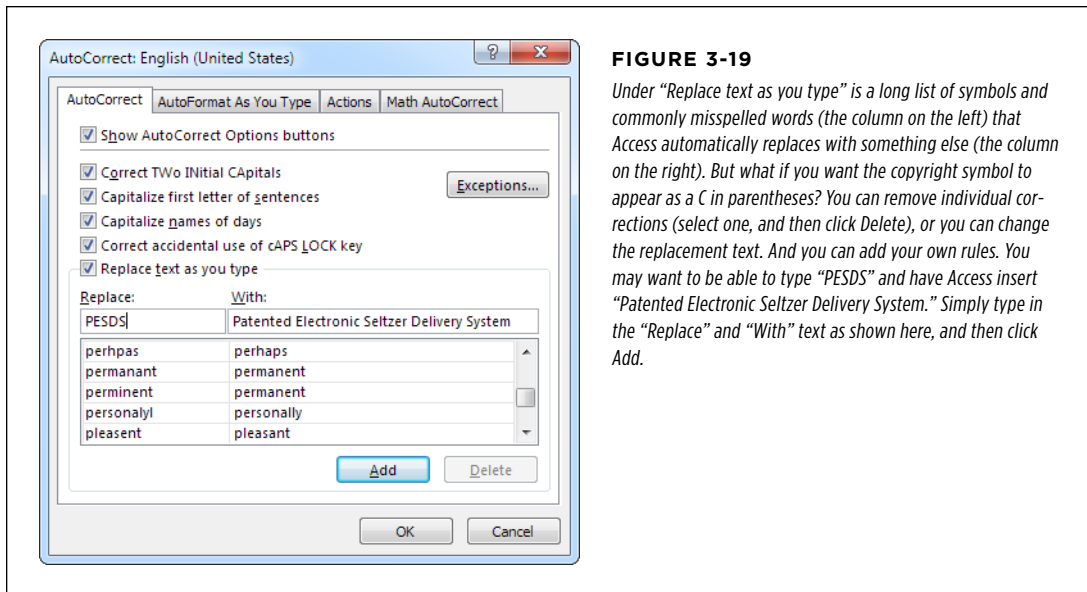 AutoCorrect: English (United States)
AutoCorrect
AutoFormat As You Type
Actions
Math AutoCorrect
Show AutoCorrect Options buttons
Correct TWo INitial CApitals
Capitalize first letter of sentences
Capitalize names of days
Correct accidental use of cAPS LOCK key
Exceptions...
Replace text as you type
Replace: With:
PESDS Patented Electronic Seltzer Delivery System
perhpas perhaps
permanant permanent
perminent permanent
personalyl personally
pleasent pleasant
Add Delete
OK Cancel
FIGURE 3-19
Under “Replace text as you type” is a long list of symbols and
commonly misspelled words (the column on the left) that
Access automatically replaces with something else (the column
on the right). But what if you want the copyright symbol to
appear as a C in parentheses? You can remove individual cor-
rections (select one, and then click Delete), or you can change
the replacement text. And you can add your own rules. You
may want to be able to type “PESDS” and have Access insert
“Patented Electronic Seltzer Delivery System.” Simply type in
the “Replace” and “With” text as shown here, and then click
Add.